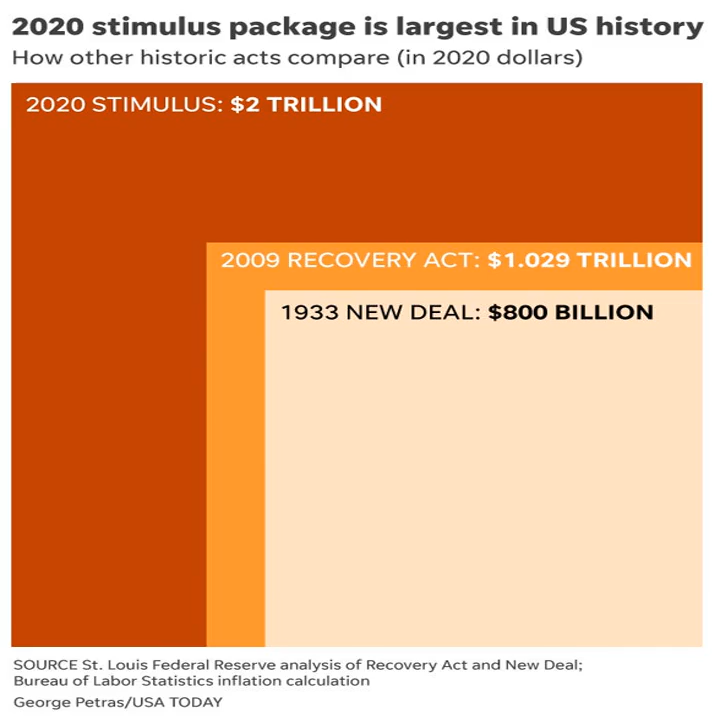 2020 stimulus package is largest in US history
How other historic acts compare (in 2020 dollars)
2020 STIMULUS: $2 TRILLION
2009 RECOVERY ACT: $1.029 TRILLION
1933 NEW DEAL: $800 BILLION
SOURCE St. Louis Federal Reserve analysis of Recovery Act and New Deal;
Bureau of Labor Statistics inflation calculation
George Petras/USA TODAY